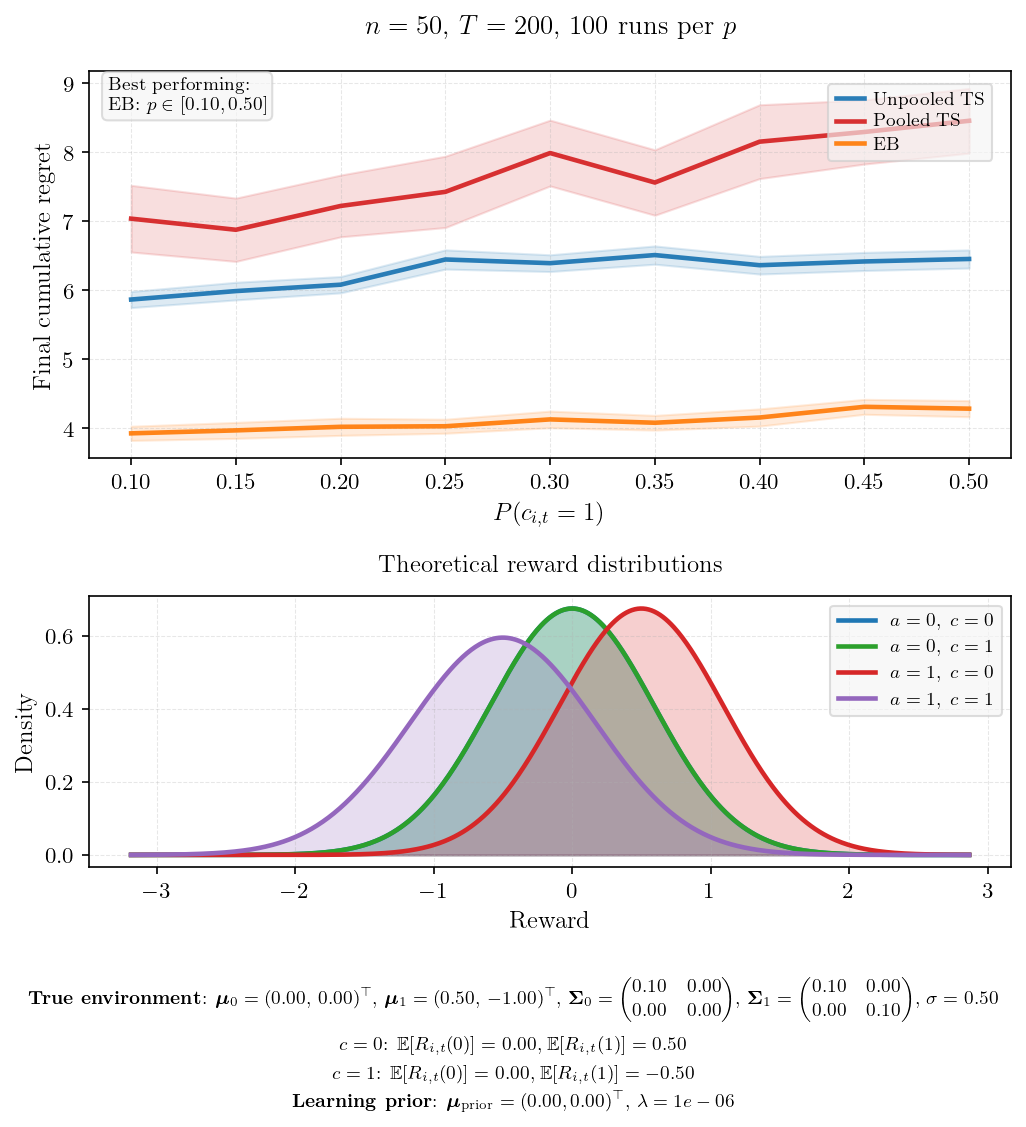 n = 50, T = 200, 100 runs per p
Best performing:
EB: p ∈ [0.10, 0.50]
Unpooled TS
Pooled TS
EB
Final cumulative regret
9
8
7
6
5
4
0.10 0.15 0.20 0.25 0.30 0.35 0.40 0.45 0.50
P(c_{i,t} = 1)
Theoretical reward distributions
a = 0, c = 0
a = 0, c = 1
a = 1, c = 0
a = 1, c = 1
Density
0.6
0.4
0.2
0.0
−3 −2 −1 0 1 2 3
Reward
True environment: μ₀ = (0.00, 0.00)^⊤, μ₁ = (0.50, −1.00)^⊤, Σ₀ = (0.10 0.00 0.00 0.00), Σ₁ = (0.10 0.00 0.00 0.10), σ = 0.50
c = 0: 𝔼[R_{i,t}(0)] = 0.00, 𝔼[R_{i,t}(1)] = 0.50
c = 1: 𝔼[R_{i,t}(0)] = 0.00, 𝔼[R_{i,t}(1)] = −0.50
Learning prior: μ_prior = (0.00, 0.00)^⊤, λ = 1e − 06